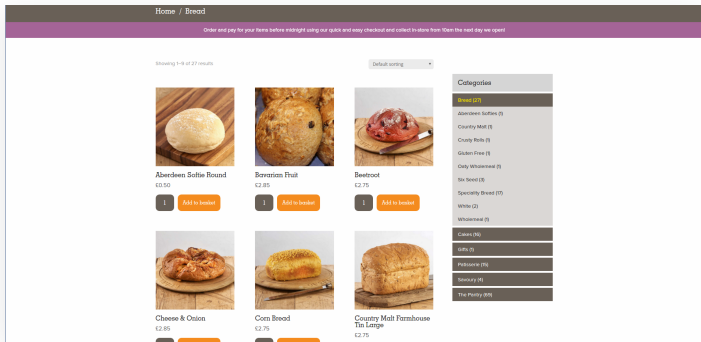 Home / Bread
Order and pay for your items before midnight using our quick and easy checkout and collect in-store from 10am the next day we open!
Showing 1–9 of 27 results
Default sorting
Categories
Bread (27)
Aberdeen Softies (1)
Country Malt (1)
Crusty Rolls (1)
Gluten Free (1)
Oaty Wholemeal (1)
Six Seed (3)
Speciality Bread (17)
White (2)
Wholemeal (1)
Cakes (16)
Gifts (1)
Patisserie (15)
Savoury (4)
The Pantry (69)
Aberdeen Softie Round
£0.50
1 Add to basket
Bavarian Fruit
£2.85
1 Add to basket
Beetroot
£2.75
1 Add to basket
Cheese & Onion
£2.85
Corn Bread
£2.75
Country Malt Farmhouse
Tin Large
£2.75